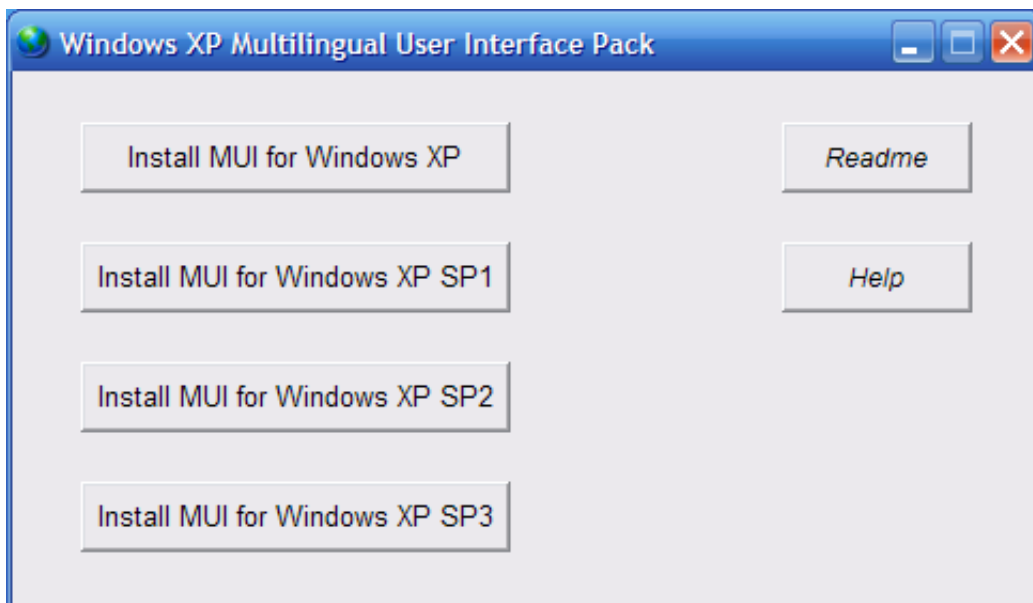 Windows XP Multilingual User Interface Pack
Install MUI for Windows XP
Readme
Install MUI for Windows XP SP1
Help
Install MUI for Windows XP SP2
Install MUI for Windows XP SP3